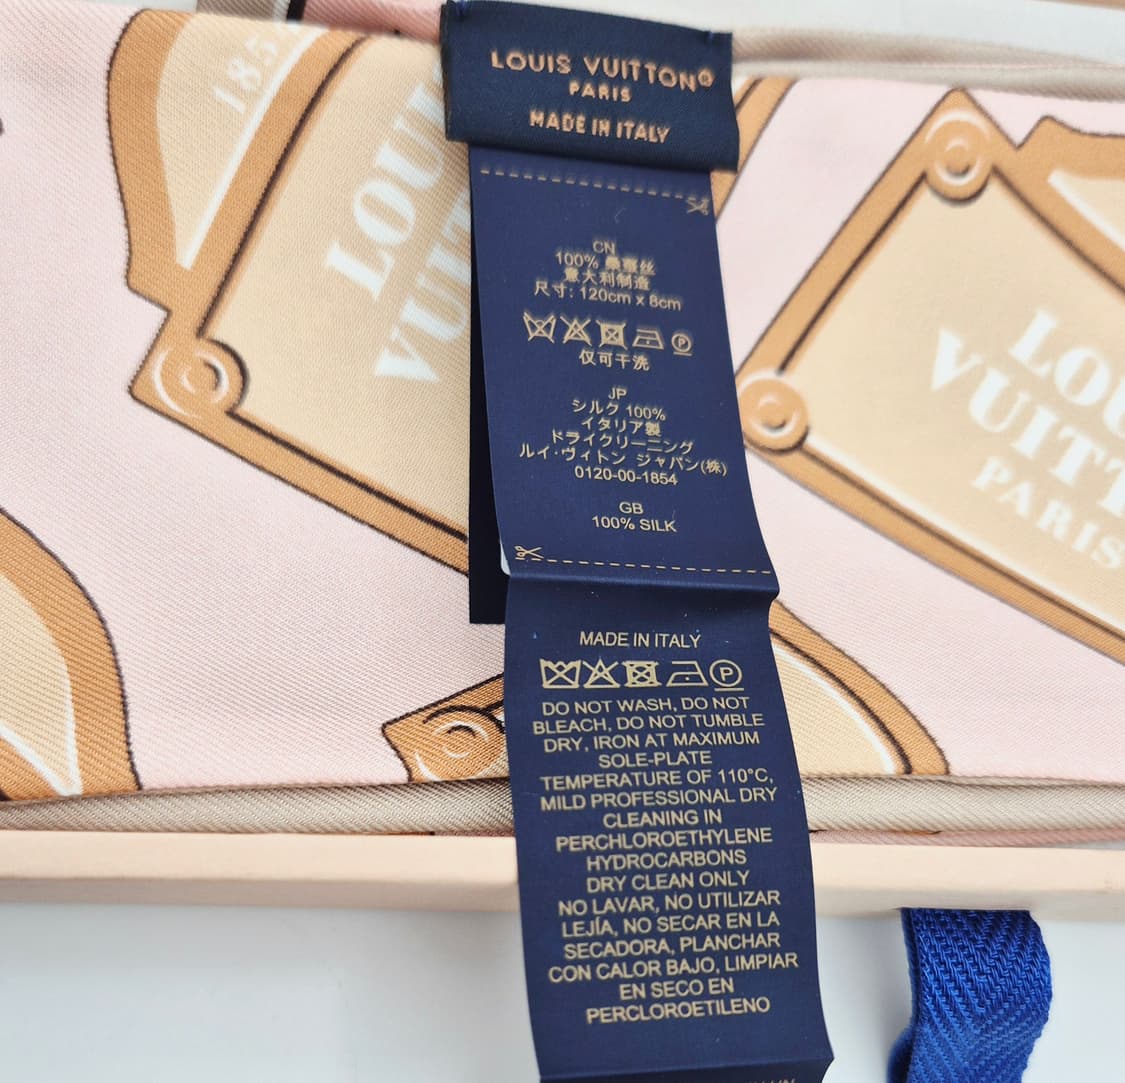 LOUIS VUITTON®
PARIS
MADE IN ITALY
CN
100% 桑蚕丝
意大利制造
尺寸: 120cm x 8cm
P
仅可干洗
JP
シルク 100%
イタリア製
ドライクリーニング
ルイ・ヴィトン ジャパン(株)
0120-00-1854
GB
100% SILK
MADE IN ITALY
P
DO NOT WASH, DO NOT
BLEACH, DO NOT TUMBLE
DRY, IRON AT MAXIMUM
SOLE-PLATE
TEMPERATURE OF 110°C,
MILD PROFESSIONAL DRY
CLEANING IN
PERCHLOROETHYLENE
HYDROCARBONS
DRY CLEAN ONLY
NO LAVAR, NO UTILIZAR
LEJÍA, NO SECAR EN LA
SECADORA, PLANCHAR
CON CALOR BAJO, LIMPIAR
EN SECO EN
PERCLOROETILENO
185
LOUI
VUI
LOU
VUITT
PARIS